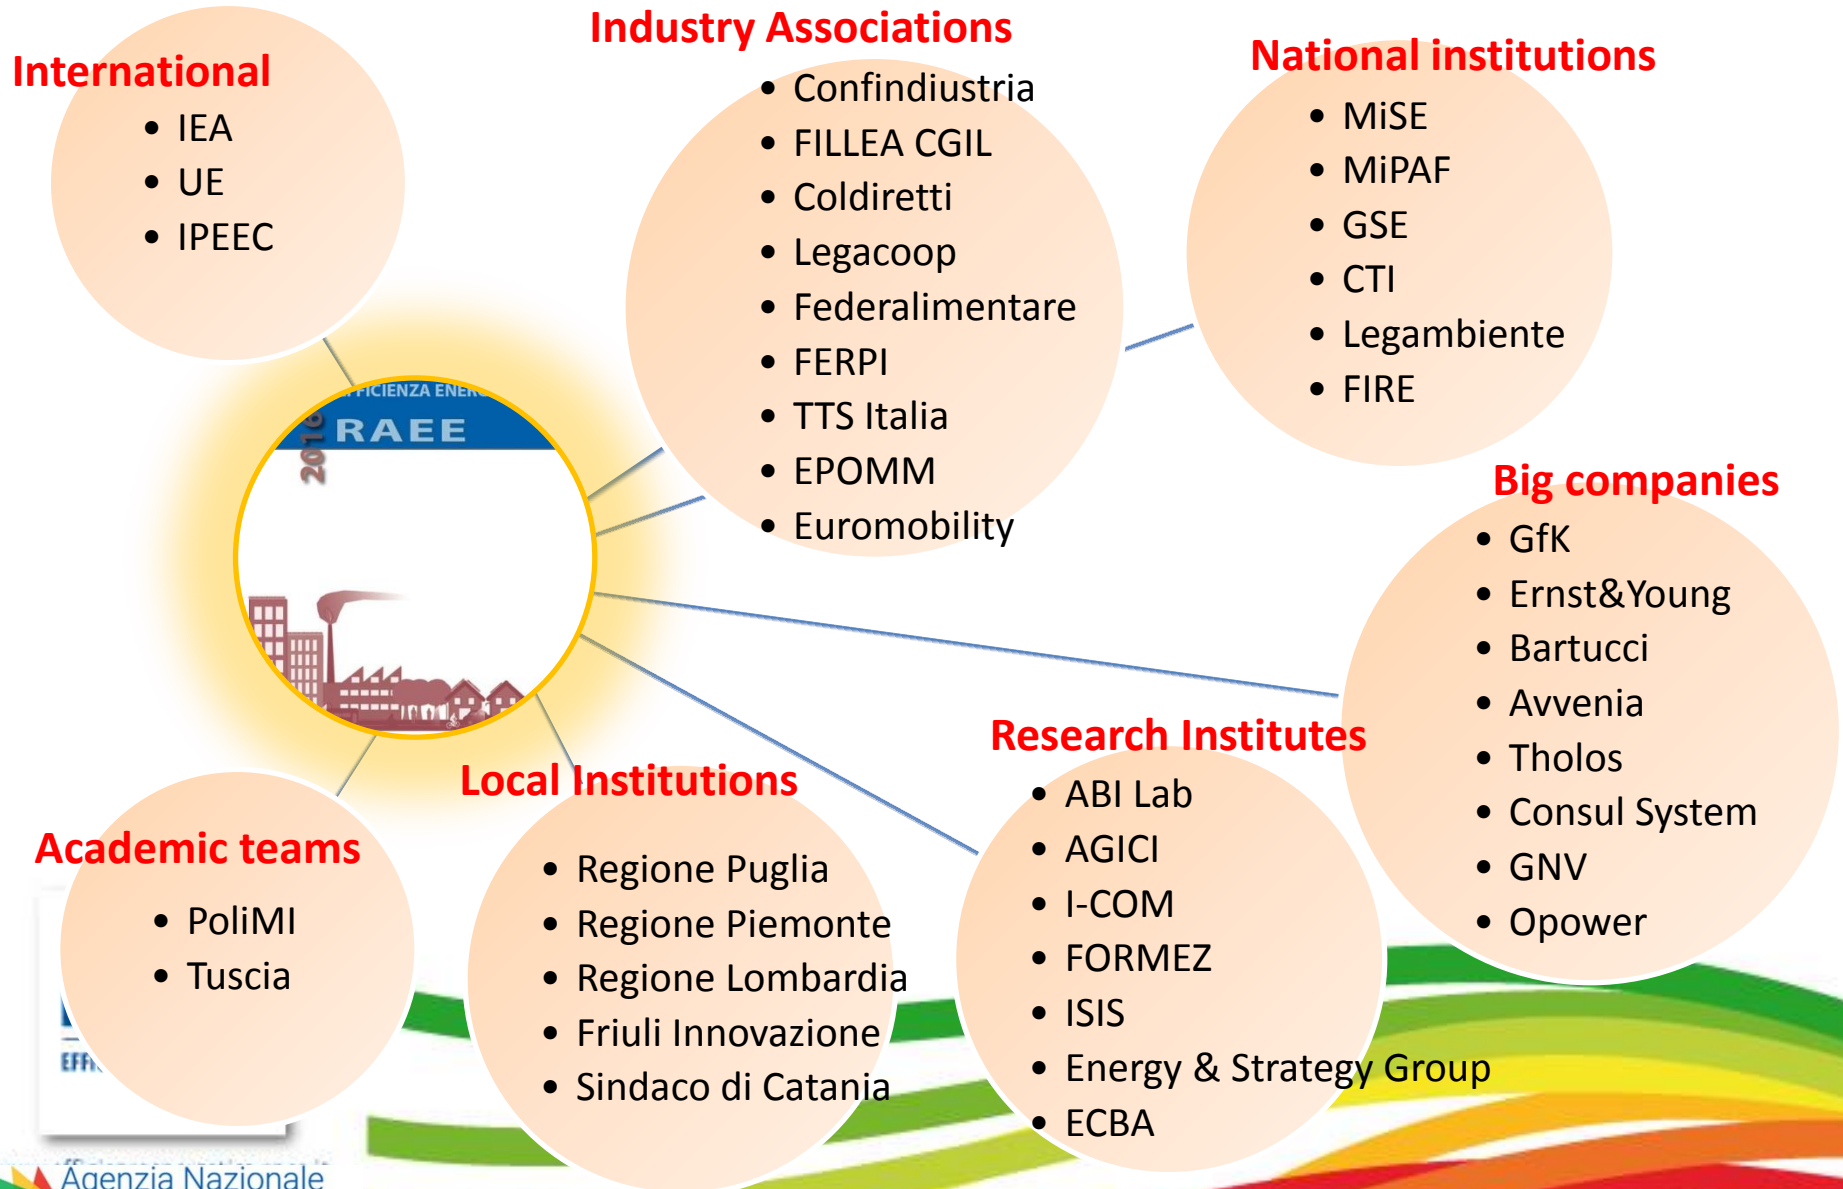 Industry Associations
International
National institutions
• IEA
• UE
• IPEEC
• Confindiustria
• FILLEA CGIL
• Coldiretti
• Legacoop
• Federalimentare
• FERPI
• TTS Italia
• EPOMM
• Euromobility
• MiSE
• MiPAF
• GSE
• CTI
• Legambiente
• FIRE
RAEE
2016
Big companies
• GfK
• Ernst&Young
• Bartucci
• Avvenia
• Tholos
• Consul System
• GNV
• Opower
Research Institutes
• ABI Lab
• AGICI
• I-COM
• FORMEZ
• ISIS
• Energy & Strategy Group
• ECBA
Local Institutions
• Regione Puglia
• Regione Piemonte
• Regione Lombardia
• Friuli Innovazione
• Sindaco di Catania
Academic teams
• PoliMI
• Tuscia
Agenzia Nazionale